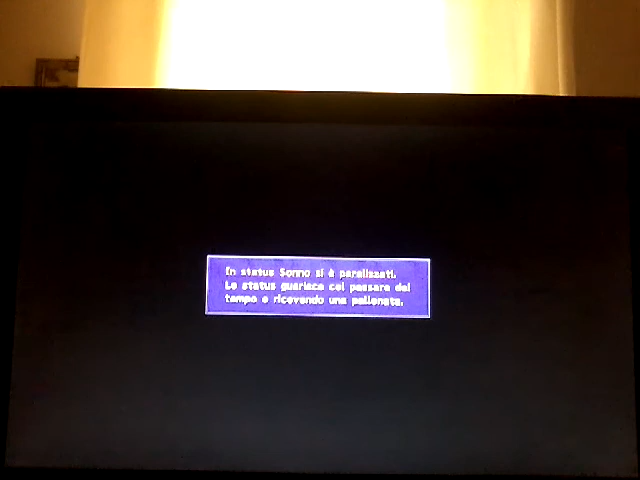 In status Sonno si è paralizzati.
Lo status guarisce col passare del
tempo o ricevendo una pallonata.